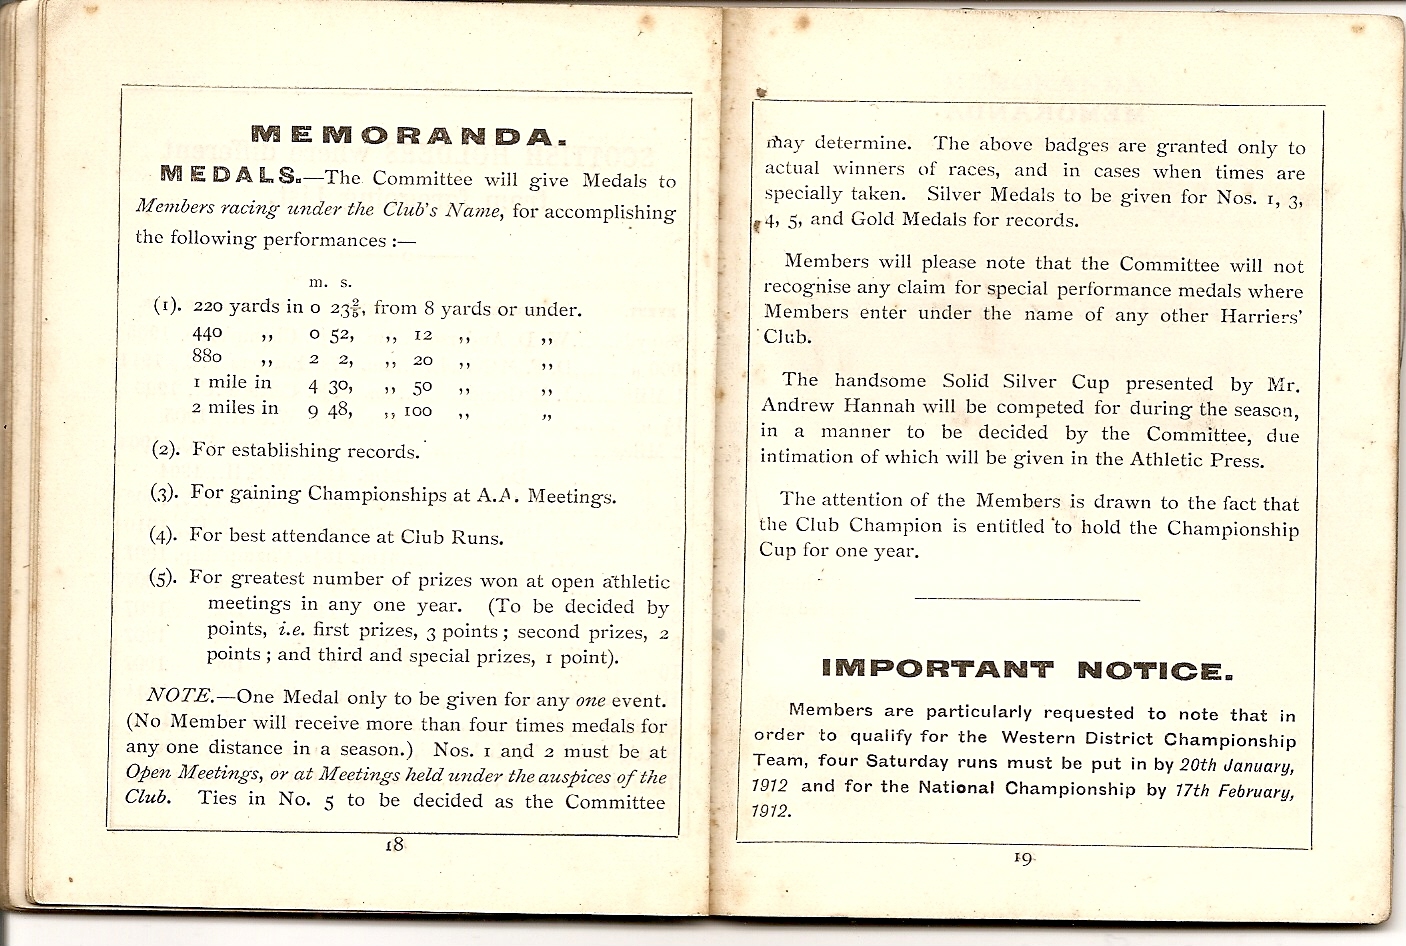 MEMORANDA.
MEDALS.—The Committee will give Medals to
Members racing under the Club's Name, for accomplishing
the following performances :—
m. s.
(1). 220 yards in 0 23⅖, from 8 yards or under.
440 ,, 0 52, ,, 12 ,, ,,
880 ,, 2 2, ,, 20 ,, ,,
1 mile in 4 30, ,, 50 ,, ,,
2 miles in 9 48, ,, 100 ,, ,,
(2). For establishing records.
(3). For gaining Championships at A.A. Meetings.
(4). For best attendance at Club Runs.
(5). For greatest number of prizes won at open athletic
meetings in any one year. (To be decided by
points, i.e. first prizes, 3 points ; second prizes, 2
points ; and third and special prizes, 1 point).
NOTE.—One Medal only to be given for any one event.
(No Member will receive more than four times medals for
any one distance in a season.) Nos. 1 and 2 must be at
Open Meetings, or at Meetings held under the auspices of the
Club. Ties in No. 5 to be decided as the Committee
18
may determine. The above badges are granted only to
actual winners of races, and in cases when times are
specially taken. Silver Medals to be given for Nos. 1, 3,
4, 5, and Gold Medals for records.
Members will please note that the Committee will not
recognise any claim for special performance medals where
Members enter under the name of any other Harriers'
Club.
The handsome Solid Silver Cup presented by Mr.
Andrew Hannah will be competed for during the season,
in a manner to be decided by the Committee, due
intimation of which will be given in the Athletic Press.
The attention of the Members is drawn to the fact that
the Club Champion is entitled to hold the Championship
Cup for one year.
IMPORTANT NOTICE.
Members are particularly requested to note that in
order to qualify for the Western District Championship
Team, four Saturday runs must be put in by 20th January,
1912 and for the National Championship by 17th February,
1912.
19